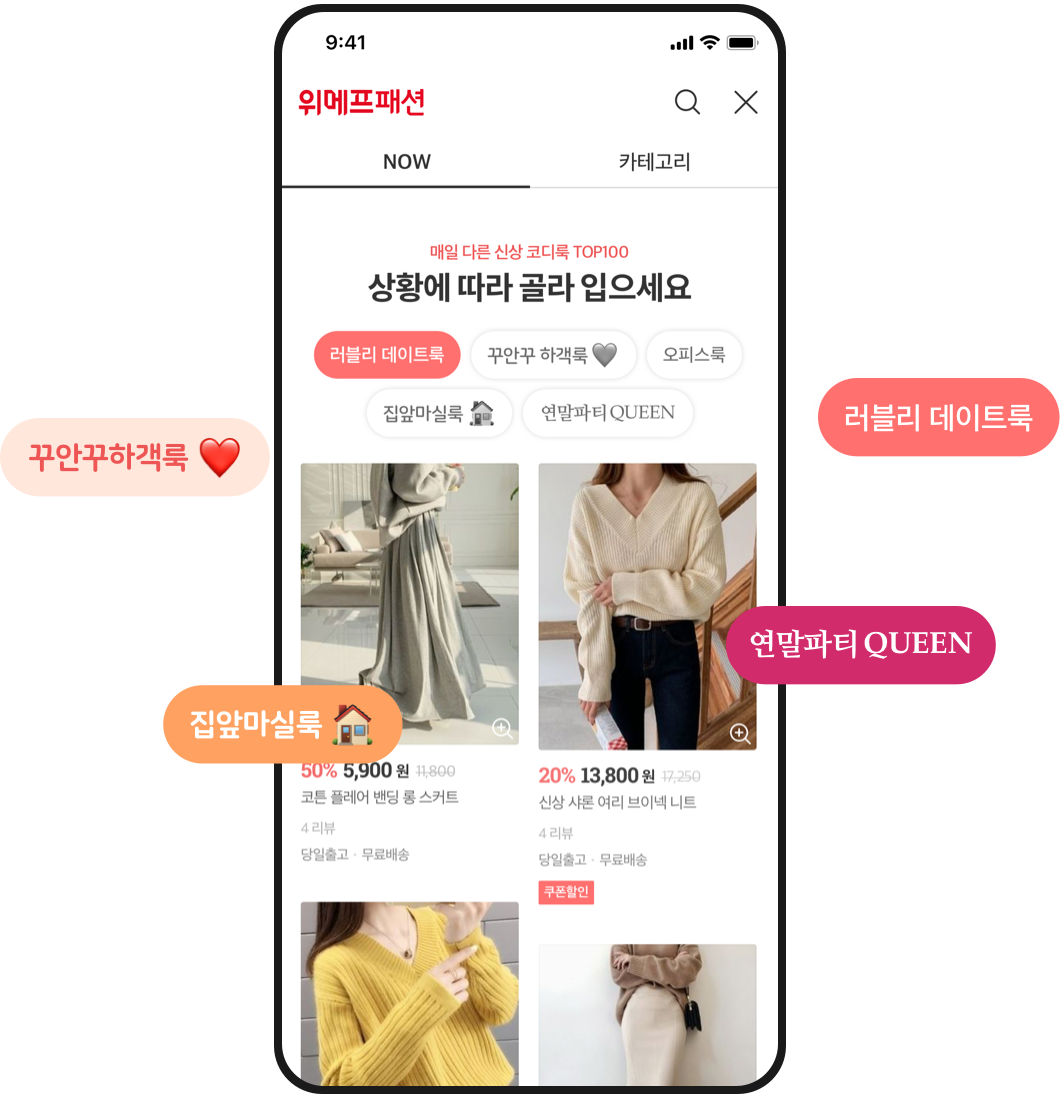 9:41
위메프패션
NOW 카테고리
매일 다른 신상 코디룩 TOP100
상황에 따라 골라 입으세요
러블리 데이트룩 꾸안꾸 하객룩 오피스룩
집앞마실룩 연말파티 QUEEN
러블리 데이트룩
꾸안꾸하객룩
연말파티 QUEEN
집앞마실룩
50% 5,900 원 11,800
코튼 플레어 밴딩 롱 스커트
4 리뷰
당일출고 · 무료배송
20% 13,800 원 17,250
신상 샤론 여리 브이넥 니트
4 리뷰
당일출고 · 무료배송
쿠폰할인